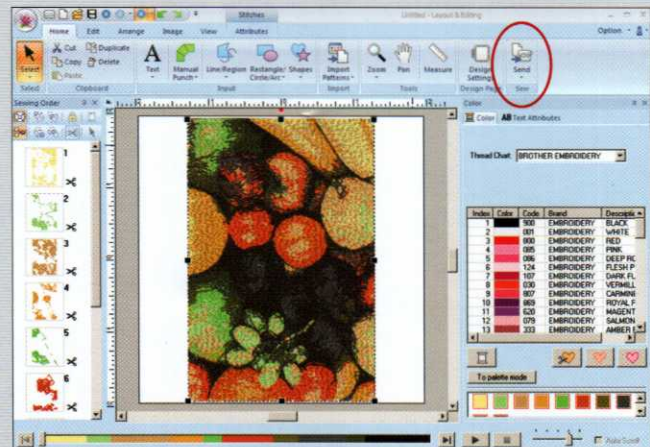 Stitches
Untitled - Layout & Editing
Home Edit Arrange Image View Attributes
Option
Select
Cut
Copy
Paste
Duplicate
Delete
Text
Manual Punch
Line/Region
Rectangle/ Circle/Arc
Shapes
Import Patterns
Zoom
Pan
Measure
Design Settings
Send
Select
Clipboard
Input
Import
Tools
Design Page
Sew
Sewing Order
1
2
3
4
5
6
Color
Color
AB Text Attributes
Thread Chart BROTHER EMBROIDERY
Index Color Code Brand Descriptic
1 900 EMBROIDERY BLACK
2 001 EMBROIDERY WHITE
3 800 EMBROIDERY RED
4 085 EMBROIDERY PINK
5 086 EMBROIDERY DEEP RO
6 124 EMBROIDERY FLESH P
7 107 EMBROIDERY DARK FL
8 030 EMBROIDERY VERMILL
9 807 EMBROIDERY CARMINE
10 869 EMBROIDERY ROYAL P
11 620 EMBROIDERY MAGENT
12 079 EMBROIDERY SALMON
13 333 EMBROIDERY AMBER R
To palette mode
Auto Scroll